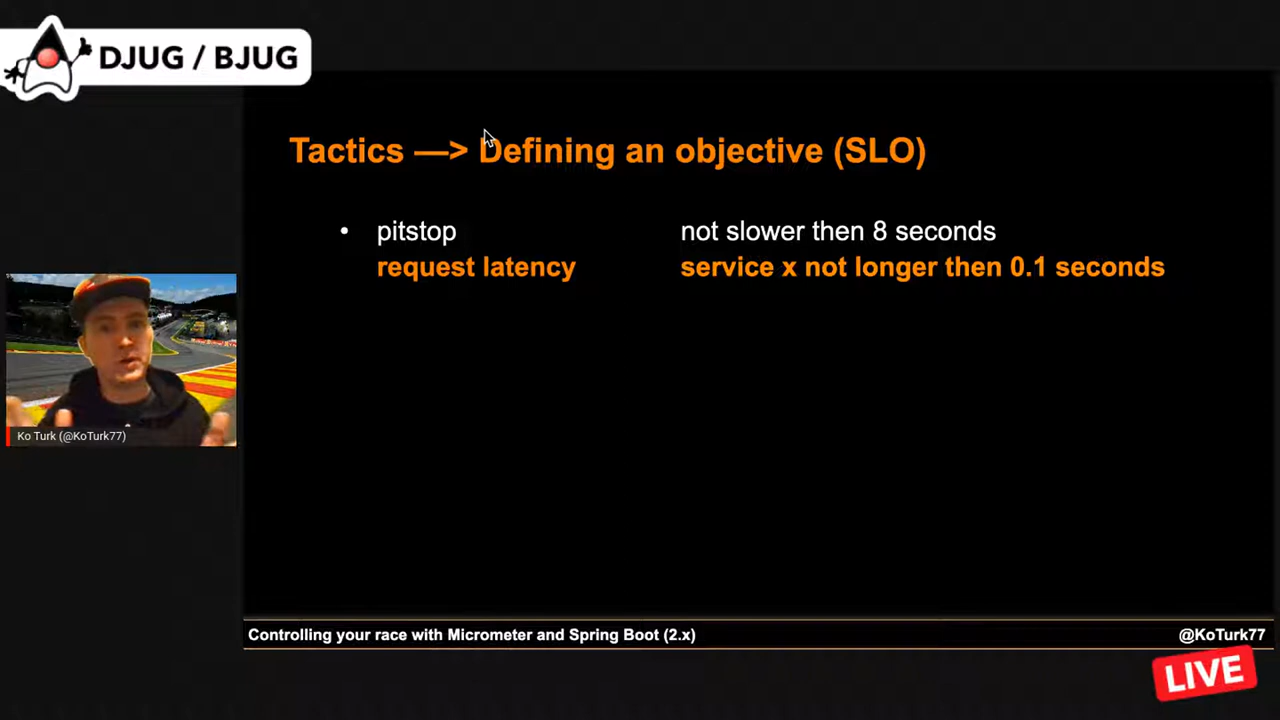 DJUG / BJUG
Tactics —> Defining an objective (SLO)
• pitstop not slower then 8 seconds
request latency service x not longer then 0.1 seconds
Ko Turk (@KoTurk77)
Controlling your race with Micrometer and Spring Boot (2.x) @KoTurk77
LIVE